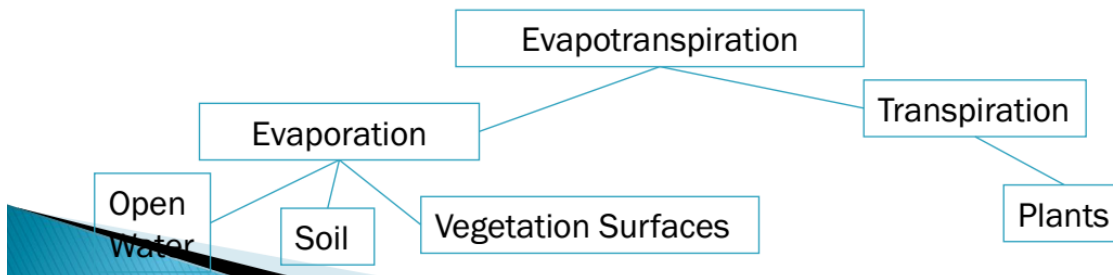 Evapotranspiration
Transpiration
Evaporation
Open
Water
Soil
Vegetation Surfaces
Plants